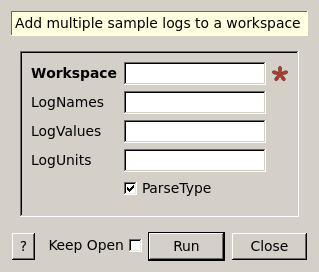 Add multiple sample logs to a workspace
Workspace
LogNames
LogValues
LogUnits
ParseType
? Keep Open Run Close